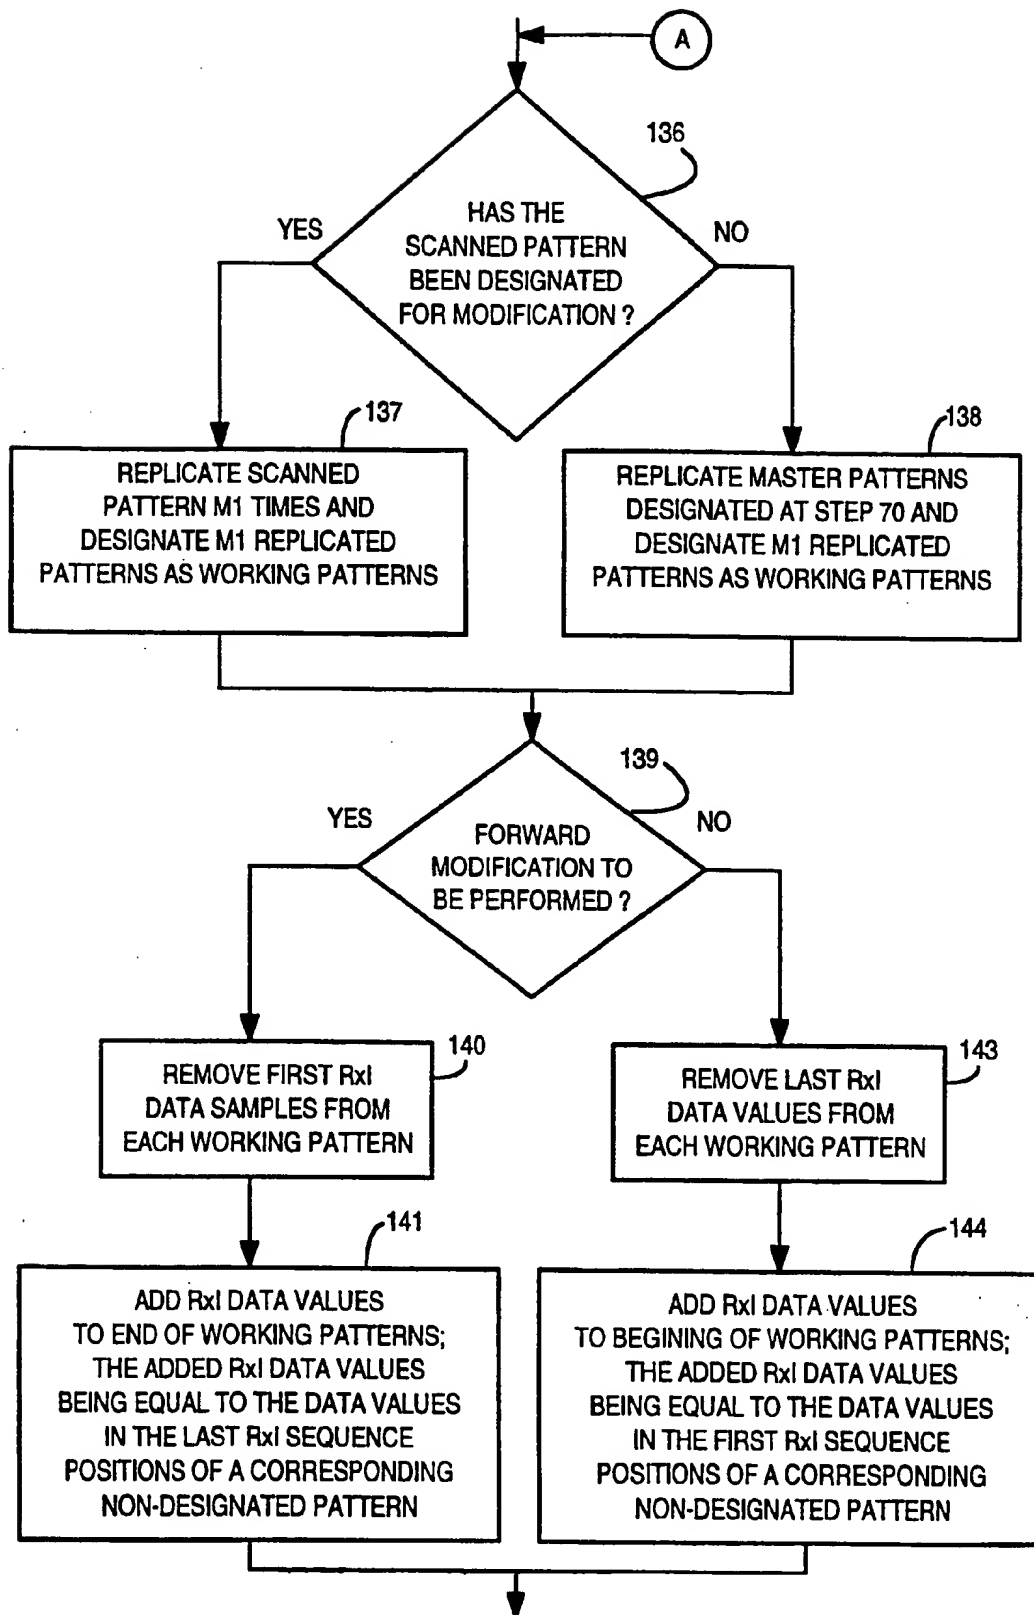 A
136
HAS THE
SCANNED PATTERN
BEEN DESIGNATED
FOR MODIFICATION ?
YES
NO
137
REPLICATE SCANNED
PATTERN M1 TIMES AND
DESIGNATE M1 REPLICATED
PATTERNS AS WORKING PATTERNS
138
REPLICATE MASTER PATTERNS
DESIGNATED AT STEP 70 AND
DESIGNATE M1 REPLICATED
PATTERNS AS WORKING PATTERNS
139
YES
NO
FORWARD
MODIFICATION TO
BE PERFORMED ?
140
REMOVE FIRST RxI
DATA SAMPLES FROM
EACH WORKING PATTERN
143
REMOVE LAST RxI
DATA VALUES FROM
EACH WORKING PATTERN
141
ADD RxI DATA VALUES
TO END OF WORKING PATTERNS;
THE ADDED RxI DATA VALUES
BEING EQUAL TO THE DATA VALUES
IN THE LAST RxI SEQUENCE
POSITIONS OF A CORRESPONDING
NON-DESIGNATED PATTERN
144
ADD RxI DATA VALUES
TO BEGINING OF WORKING PATTERNS;
THE ADDED RxI DATA VALUES
BEING EQUAL TO THE DATA VALUES
IN THE FIRST RxI SEQUENCE
POSITIONS OF A CORRESPONDING
NON-DESIGNATED PATTERN